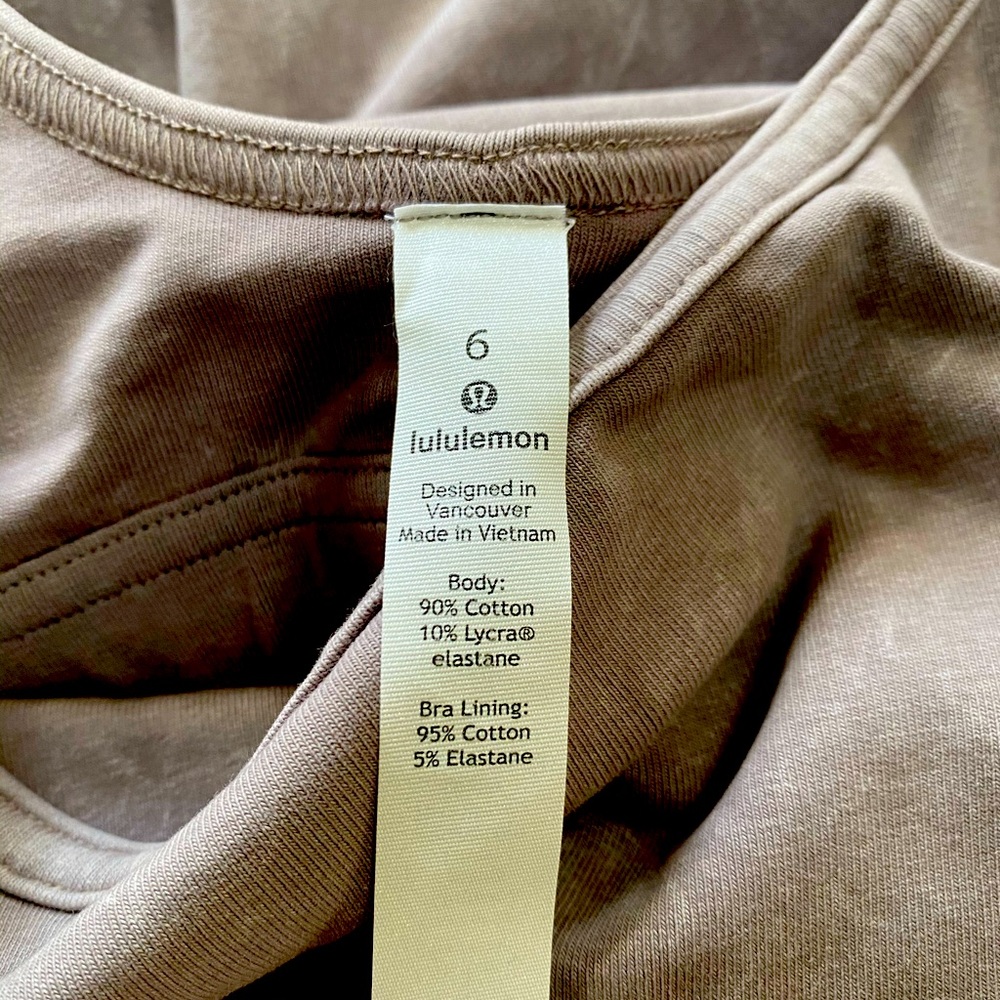 6
lululemon
Designed in
Vancouver
Made in Vietnam
Body:
90% Cotton
10% Lycra®
elastane
Bra Lining:
95% Cotton
5% Elastane